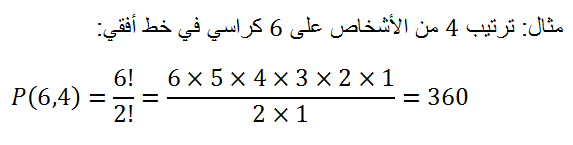 مثال: ترتيب 4 من الأشخاص على 6 كراسي في خط أفقي:
P(6,4) = 6!/2! = (6 × 5 × 4 × 3 × 2 × 1)/(2 × 1) = 360